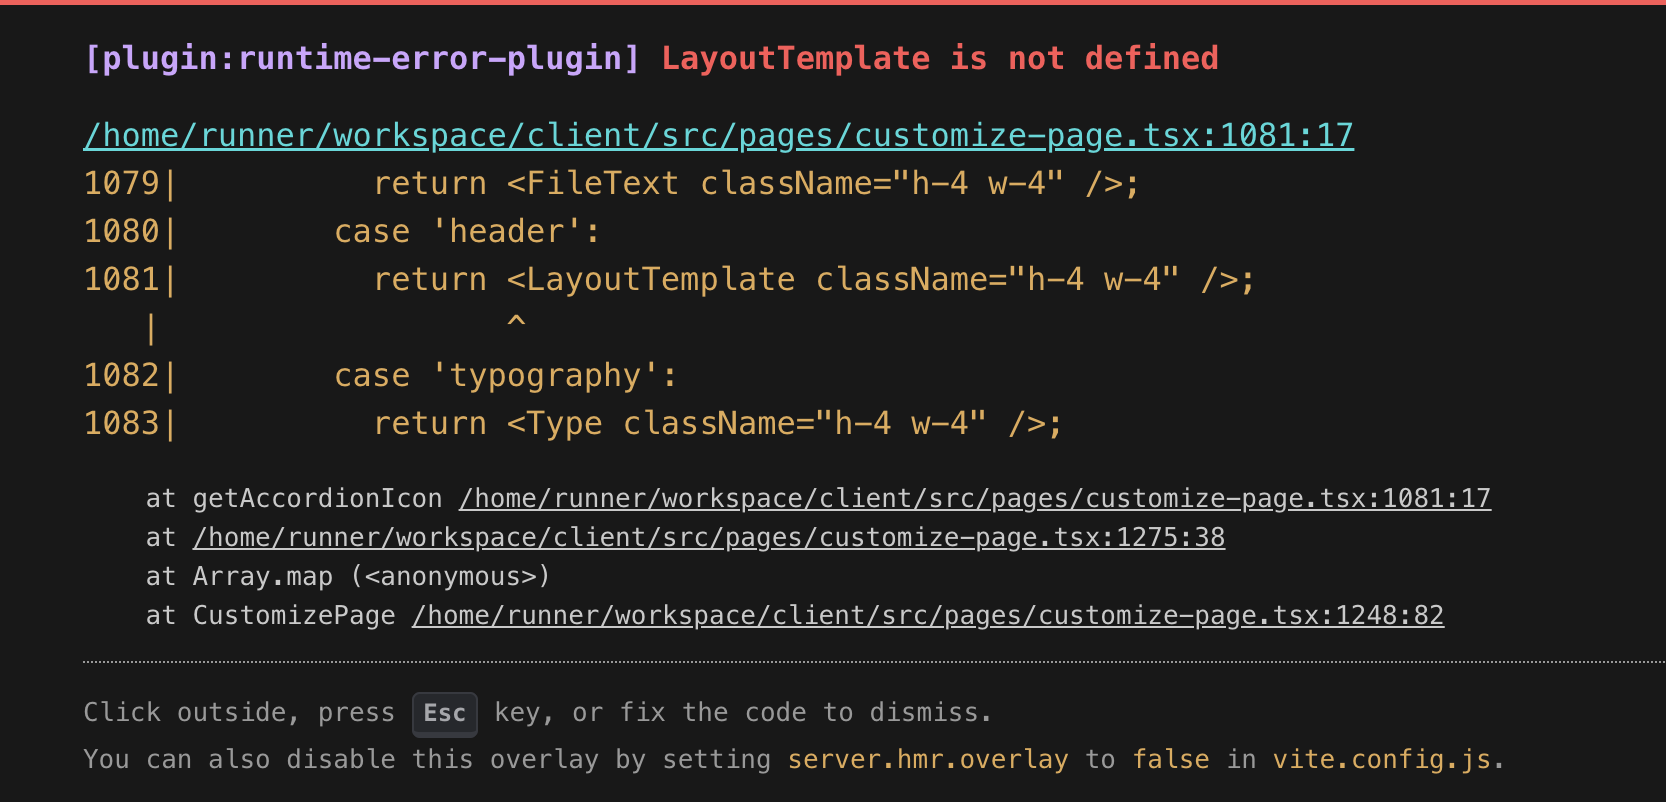 [plugin:runtime-error-plugin] LayoutTemplate is not defined
/home/runner/workspace/client/src/pages/customize-page.tsx:1081:17
1079|          return <FileText className="h-4 w-4" />;
1080|        case 'header':
1081|          return <LayoutTemplate className="h-4 w-4" />;
   |                  ^
1082|        case 'typography':
1083|          return <Type className="h-4 w-4" />;
    at getAccordionIcon /home/runner/workspace/client/src/pages/customize-page.tsx:1081:17
    at /home/runner/workspace/client/src/pages/customize-page.tsx:1275:38
    at Array.map (<anonymous>)
    at CustomizePage /home/runner/workspace/client/src/pages/customize-page.tsx:1248:82
Click outside, press Esc key, or fix the code to dismiss.
You can also disable this overlay by setting server.hmr.overlay to false in vite.config.js.